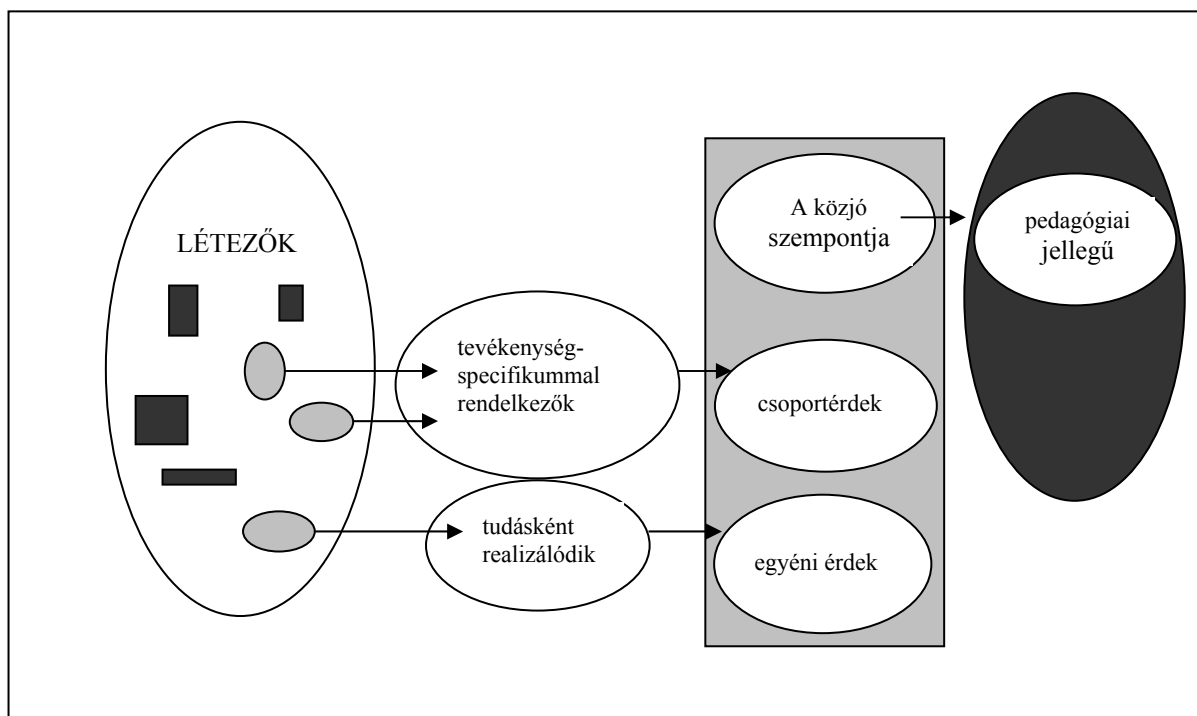 LÉTEZŐK
tevékenység-
specifikummal
rendelkezők
tudásként
realizálódik
A közjó
szempontja
csoportérdek
egyéni érdek
pedagógiai
jellegű